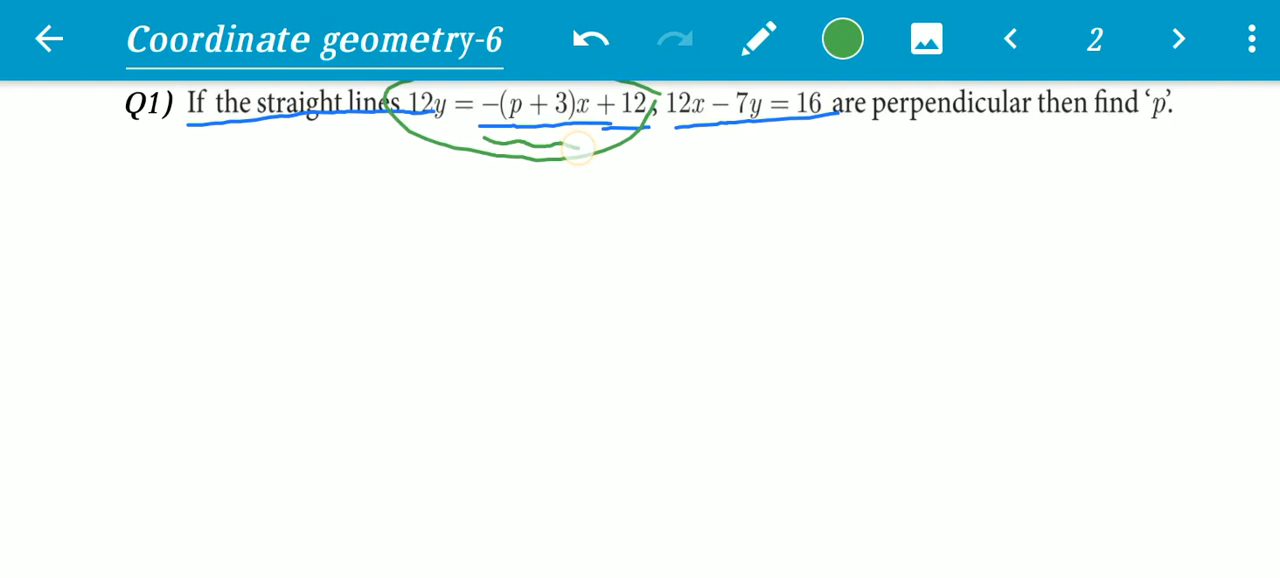 Coordinate geometry-6
2
Q1) If the straight lines 12y = −(p + 3)x + 12, 12x − 7y = 16 are perpendicular then find ‘p’.